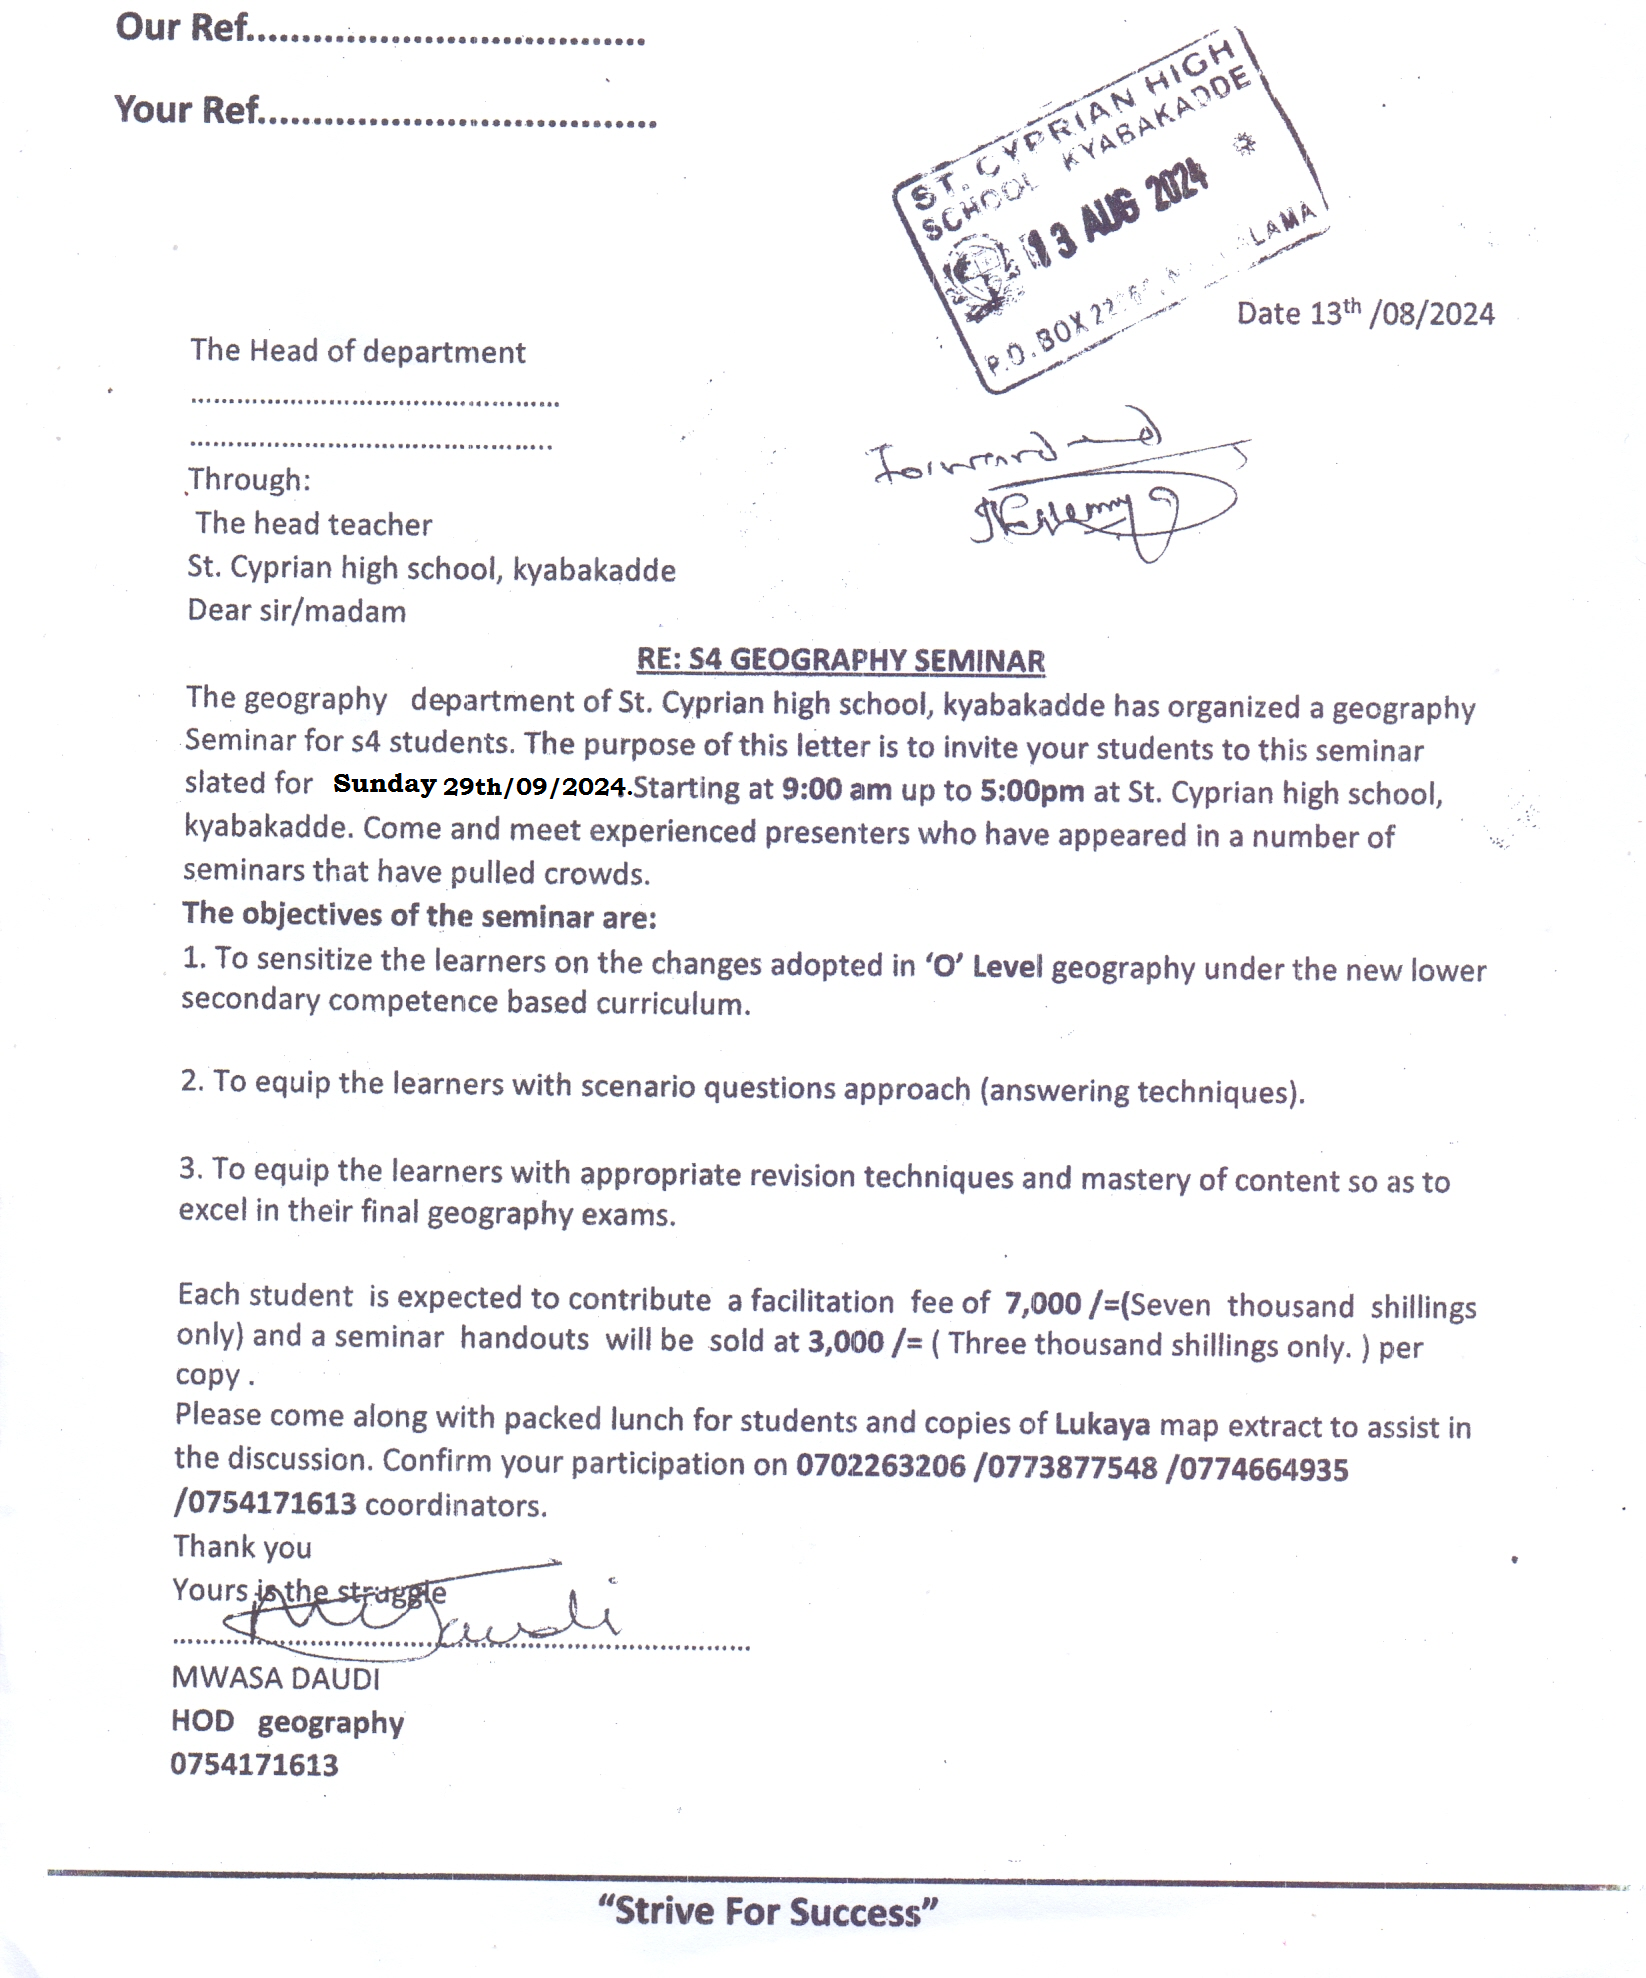 Our Ref....................................
Your Ref....................................
ST. CYPRIAN HIGH
SCHOOL KYABAKADDE
13 AUG 2024
P.O. BOX
Date 13th /08/2024
The Head of department
................................................
................................................
Forwarded
Through:
The head teacher
St. Cyprian high school, kyabakadde
Dear sir/madam
RE: S4 GEOGRAPHY SEMINAR
The geography department of St. Cyprian high school, kyabakadde has organized a geography
Seminar for s4 students. The purpose of this letter is to invite your students to this seminar
slated for Sunday 29th/09/2024.Starting at 9:00 am up to 5:00pm at St. Cyprian high school,
kyabakadde. Come and meet experienced presenters who have appeared in a number of
seminars that have pulled crowds.
The objectives of the seminar are:
1. To sensitize the learners on the changes adopted in ‘O’ Level geography under the new lower
secondary competence based curriculum.
2. To equip the learners with scenario questions approach (answering techniques).
3. To equip the learners with appropriate revision techniques and mastery of content so as to
excel in their final geography exams.
Each student is expected to contribute a facilitation fee of 7,000 /=(Seven thousand shillings
only) and a seminar handouts will be sold at 3,000 /= ( Three thousand shillings only. ) per
copy .
Please come along with packed lunch for students and copies of Lukaya map extract to assist in
the discussion. Confirm your participation on 0702263206 /0773877548 /0774664935
/0754171613 coordinators.
Thank you
Yours is the struggle
................................................................
MWASA DAUDI
HOD geography
0754171613
“Strive For Success”